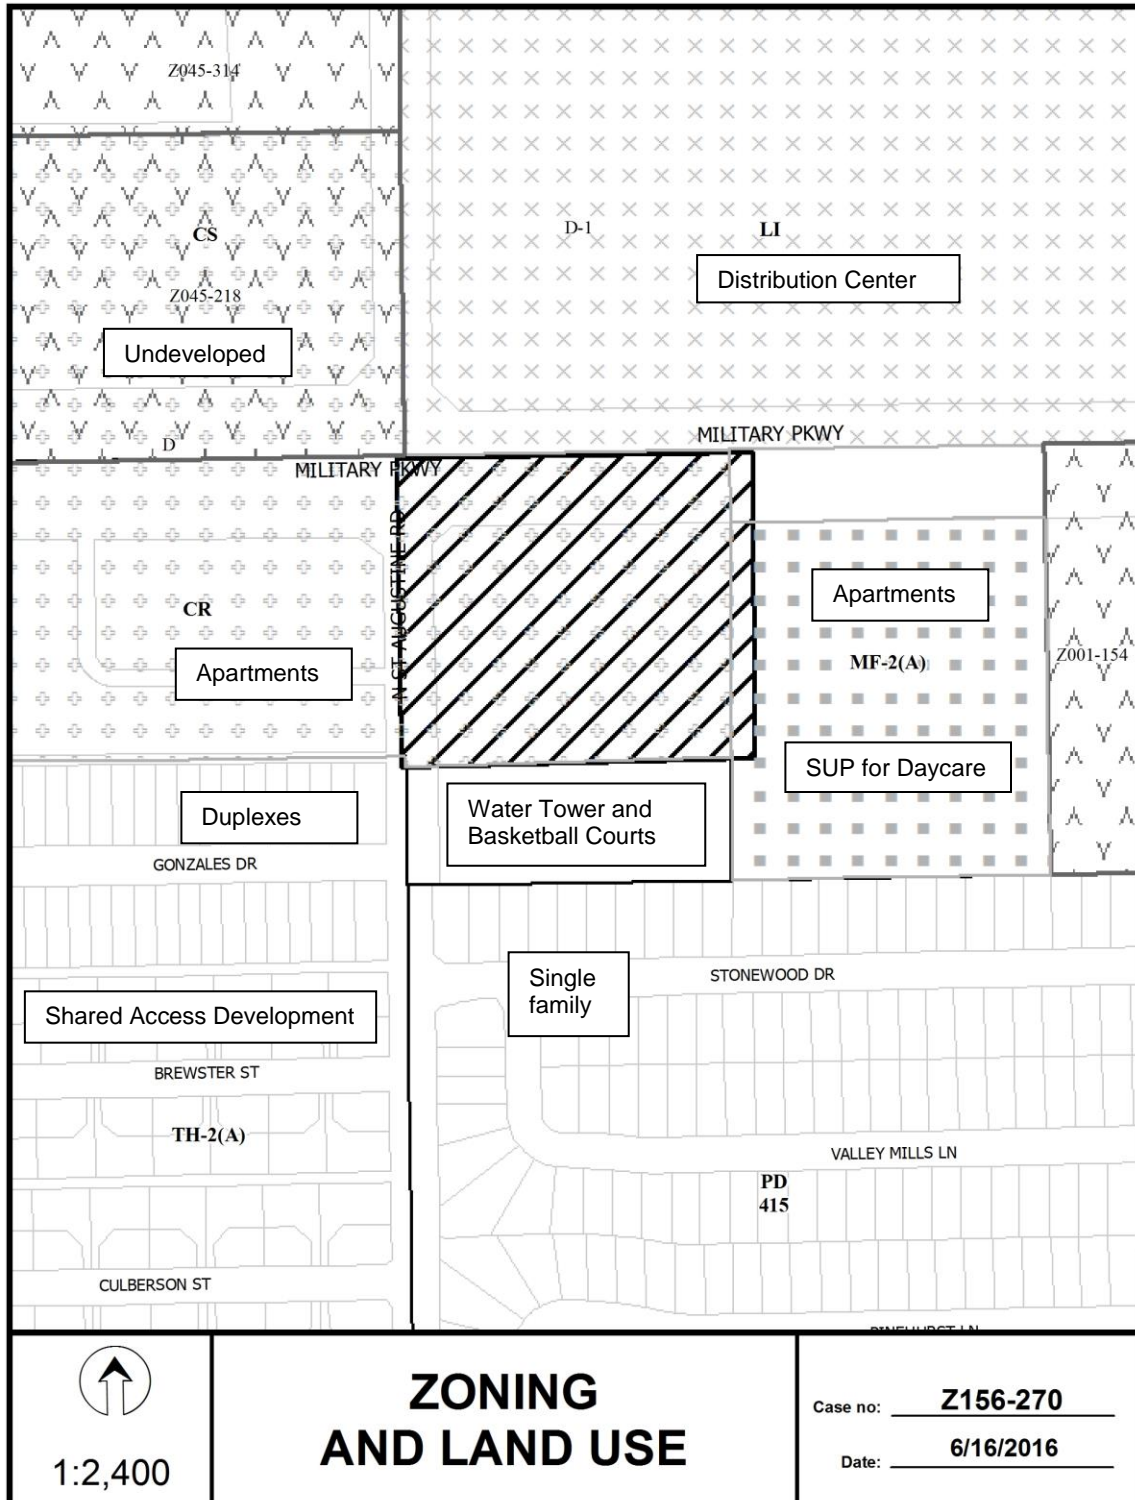 Z045-314
CS
D-1
LI
Distribution Center
Z045-218
Undeveloped
D
MILITARY PKWY
MILITARY PKWY
N ST AUGUSTINE RD
Apartments
CR
MF-2(A)
Z001-154
Apartments
SUP for Daycare
Duplexes
Water Tower and
Basketball Courts
GONZALES DR
Single
family
STONEWOOD DR
Shared Access Development
BREWSTER ST
TH-2(A)
VALLEY MILLS LN
PD
415
CULBERSON ST
1:2,400
ZONING
AND LAND USE
Case no: Z156-270
Date: 6/16/2016